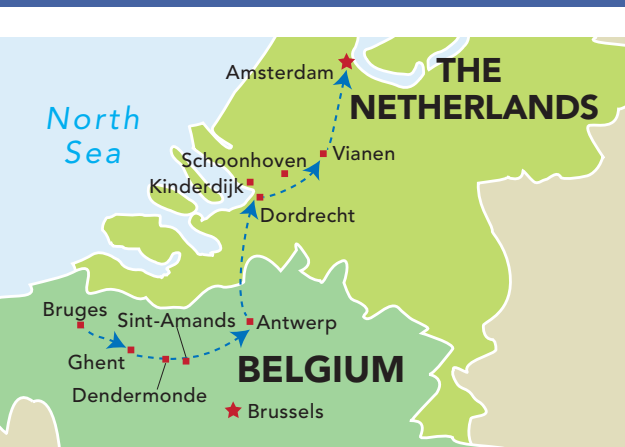 Amsterdam
THE
NETHERLANDS
North
Sea
Schoonhoven
Vianen
Kinderdijk
Dordrecht
Bruges
Sint-Amands
Antwerp
Ghent
BELGIUM
Dendermonde
Brussels